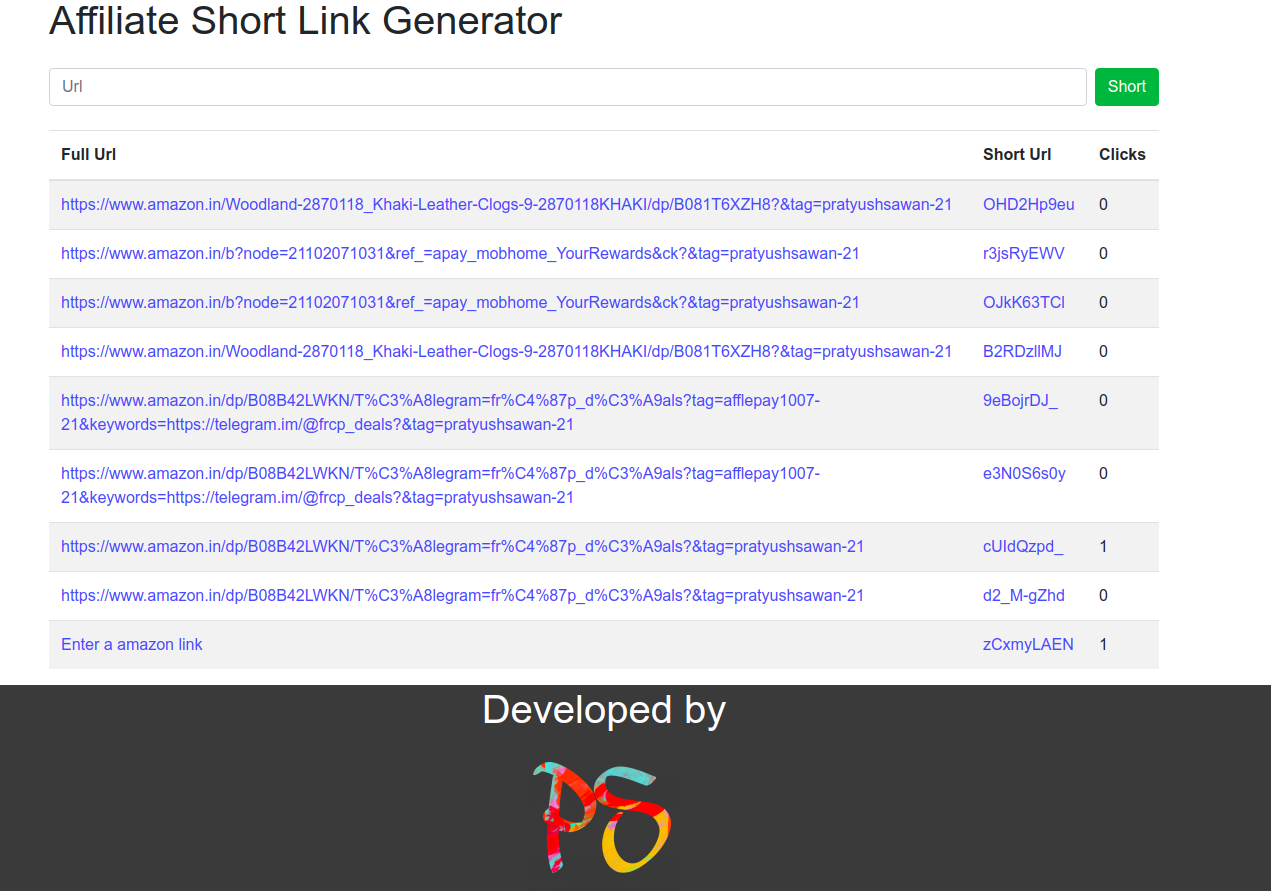 Affiliate Short Link Generator
Url
Short
Full Url Short Url Clicks
https://www.amazon.in/Woodland-2870118_Khaki-Leather-Clogs-9-2870118KHAKI/dp/B081T6XZH8?&tag=pratyushsawan-21 OHD2Hp9eu 0
https://www.amazon.in/b?node=21102071031&ref_=apay_mobhome_YourRewards&ck?&tag=pratyushsawan-21 r3jsRyEWV 0
https://www.amazon.in/b?node=21102071031&ref_=apay_mobhome_YourRewards&ck?&tag=pratyushsawan-21 OJkK63TCl 0
https://www.amazon.in/Woodland-2870118_Khaki-Leather-Clogs-9-2870118KHAKI/dp/B081T6XZH8?&tag=pratyushsawan-21 B2RDzllMJ 0
https://www.amazon.in/dp/B08B42LWKN/T%C3%A8legram=fr%C4%87p_d%C3%A9als?tag=afflepay1007- 9eBojrDJ_ 0
21&keywords=https://telegram.im/@frcp_deals?&tag=pratyushsawan-21
https://www.amazon.in/dp/B08B42LWKN/T%C3%A8legram=fr%C4%87p_d%C3%A9als?tag=afflepay1007- e3N0S6s0y 0
21&keywords=https://telegram.im/@frcp_deals?&tag=pratyushsawan-21
https://www.amazon.in/dp/B08B42LWKN/T%C3%A8legram=fr%C4%87p_d%C3%A9als?&tag=pratyushsawan-21 cUIdQzpd_ 1
https://www.amazon.in/dp/B08B42LWKN/T%C3%A8legram=fr%C4%87p_d%C3%A9als?&tag=pratyushsawan-21 d2_M-gZhd 0
Enter a amazon link zCxmyLAEN 1
Developed by
PS